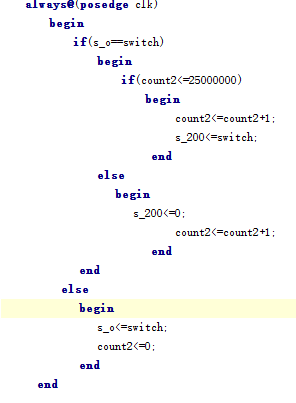 always@(posedge clk)
begin
if(s_o==switch)
begin
if(count2<=25000000)
begin
count2<=count2+1;
s_200<=switch;
end
else
begin
s_200<=0;
count2<=count2+1;
end
end
else
begin
s_o<=switch;
count2<=0;
end
end